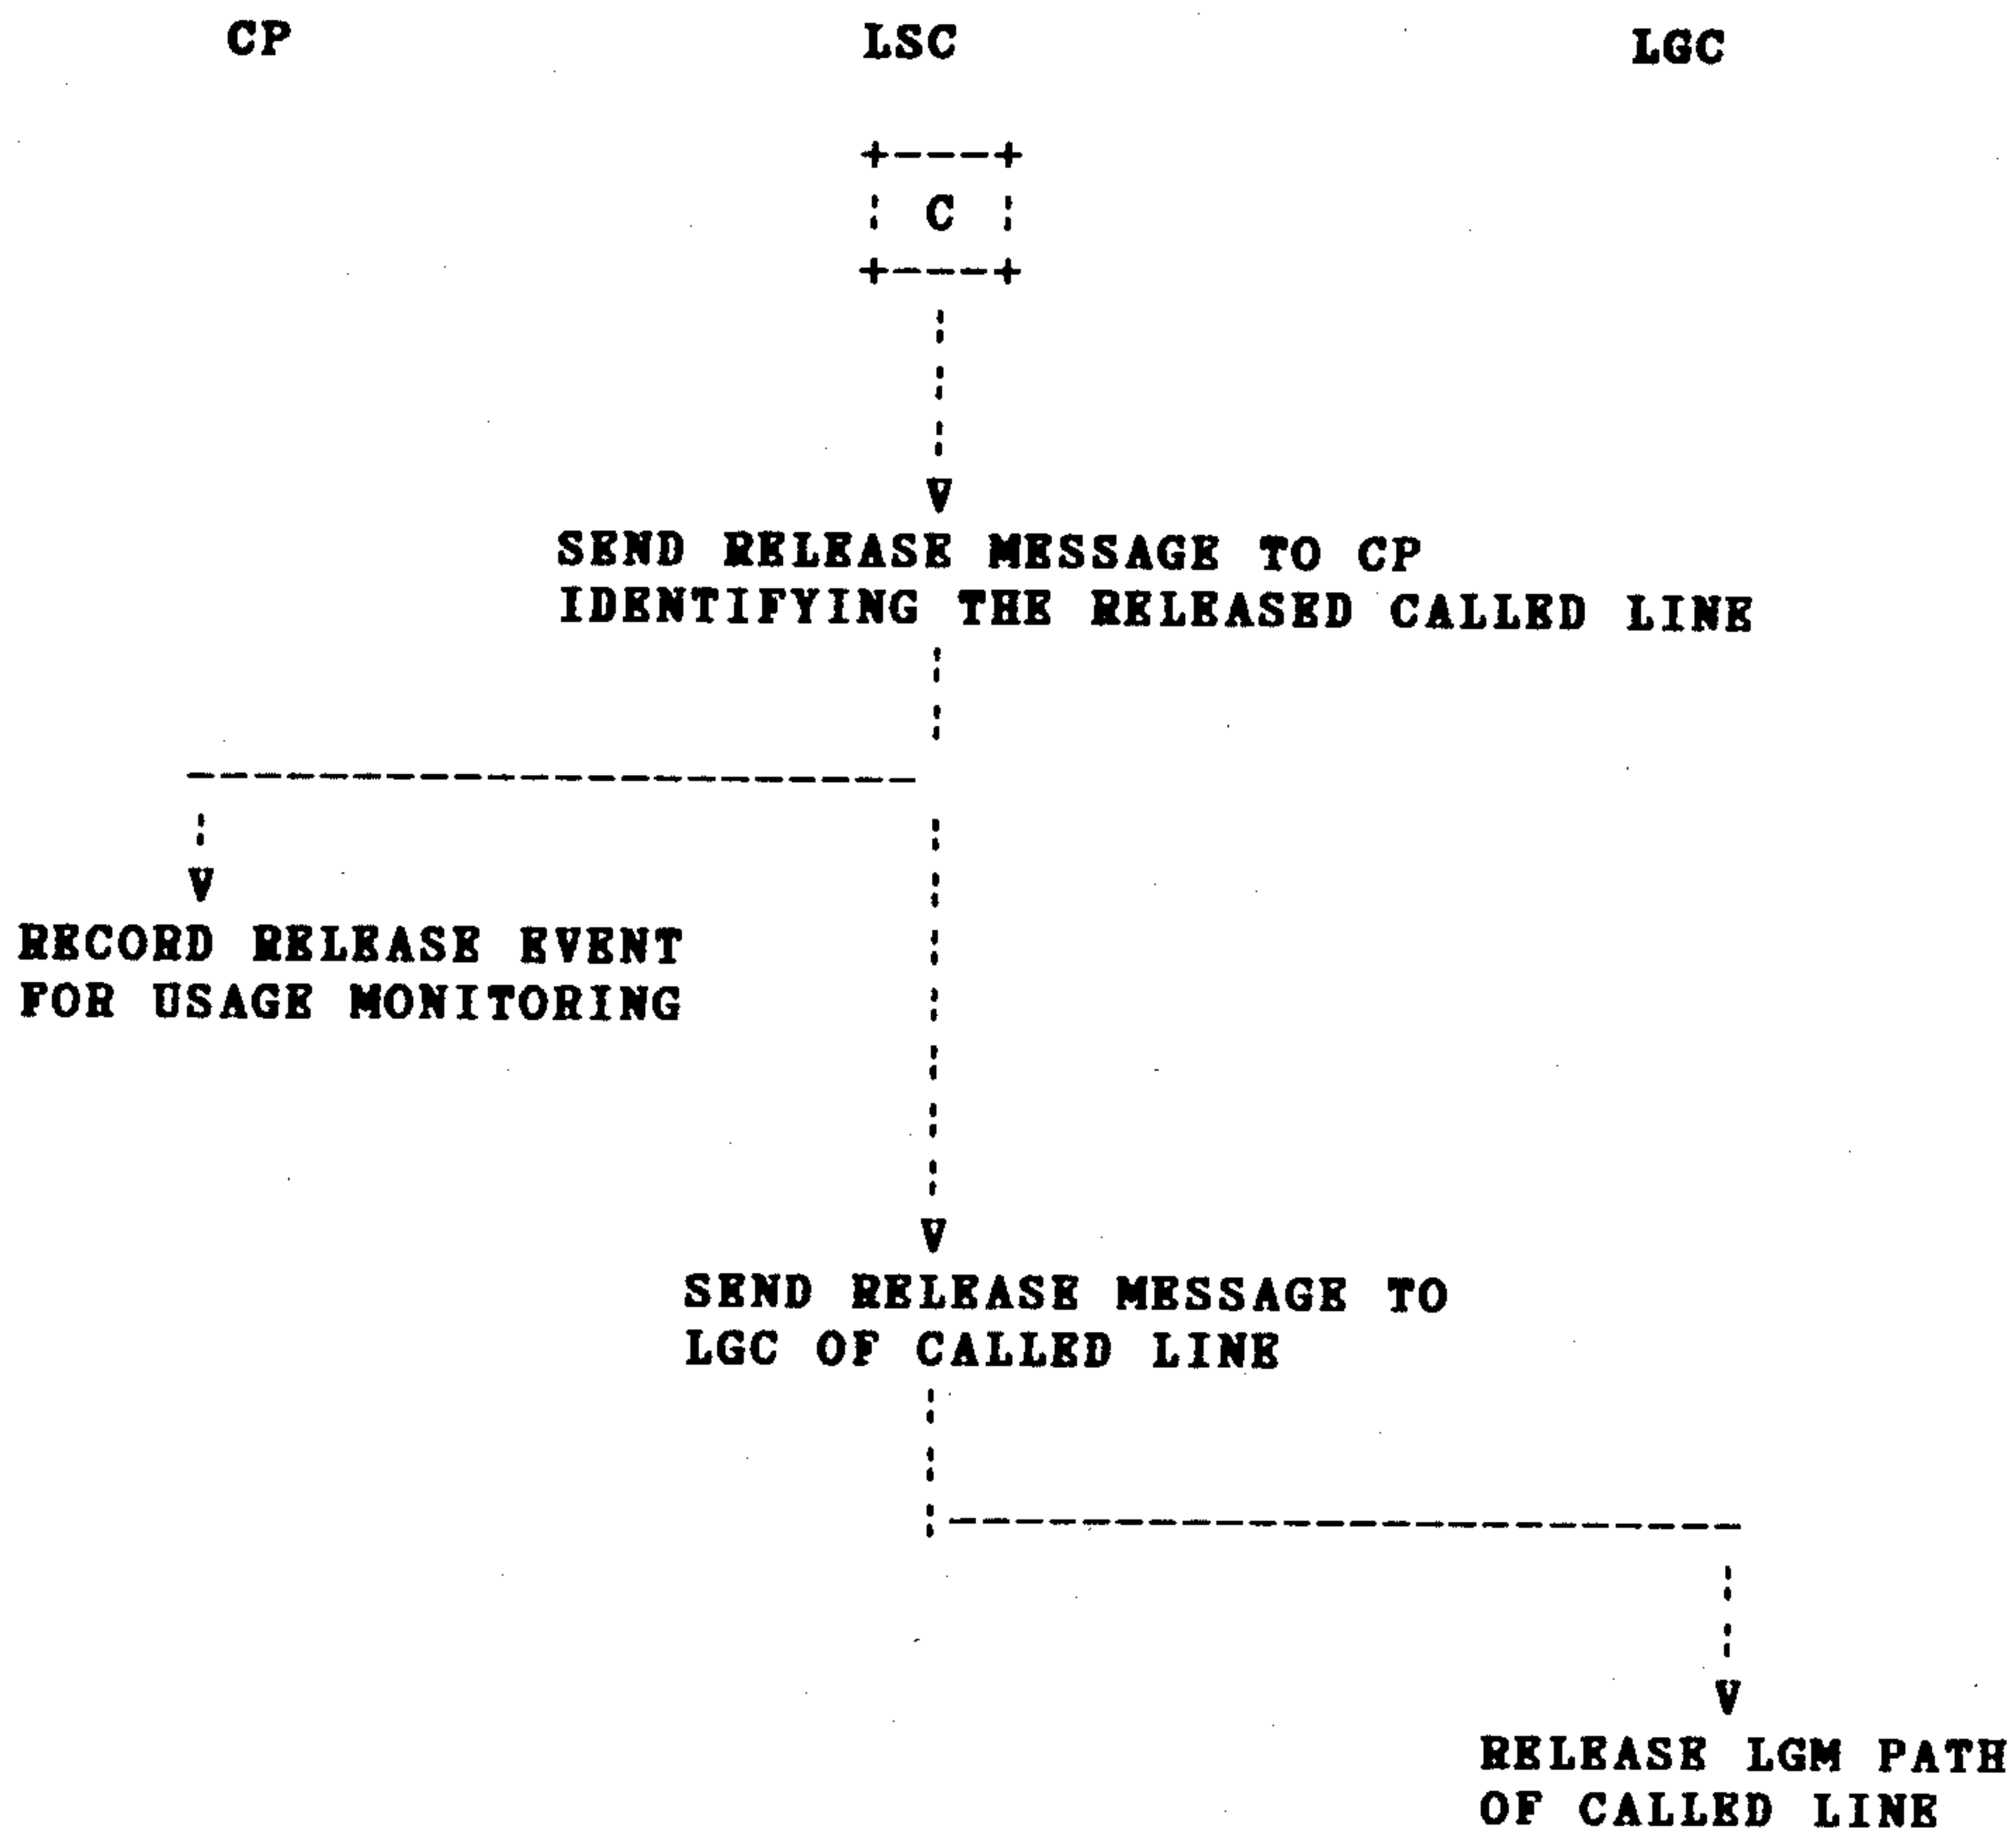 CP LSC LGC
C
SEND RELEASE MESSAGE TO CP
IDENTIFYING THE RELEASED CALLED LINE
RECORD RELEASE EVENT
FOR USAGE MONITORING
SEND RELEASE MESSAGE TO
LGC OF CALLED LINE
RELEASE LGM PATH
OF CALLED LINE